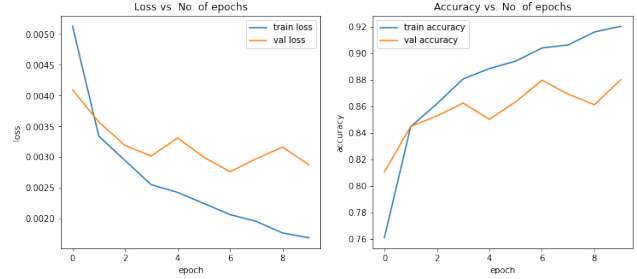 Loss vs. No. of epochs
train loss
val loss
0.0050
0.0045
0.0040
0.0035
0.0030
0.0025
0.0020
loss
0 2 4 6 8
epoch
Accuracy vs. No. of epochs
train accuracy
val accuracy
0.92
0.90
0.88
0.86
0.84
0.82
0.80
0.78
0.76
accuracy
0 2 4 6 8
epoch